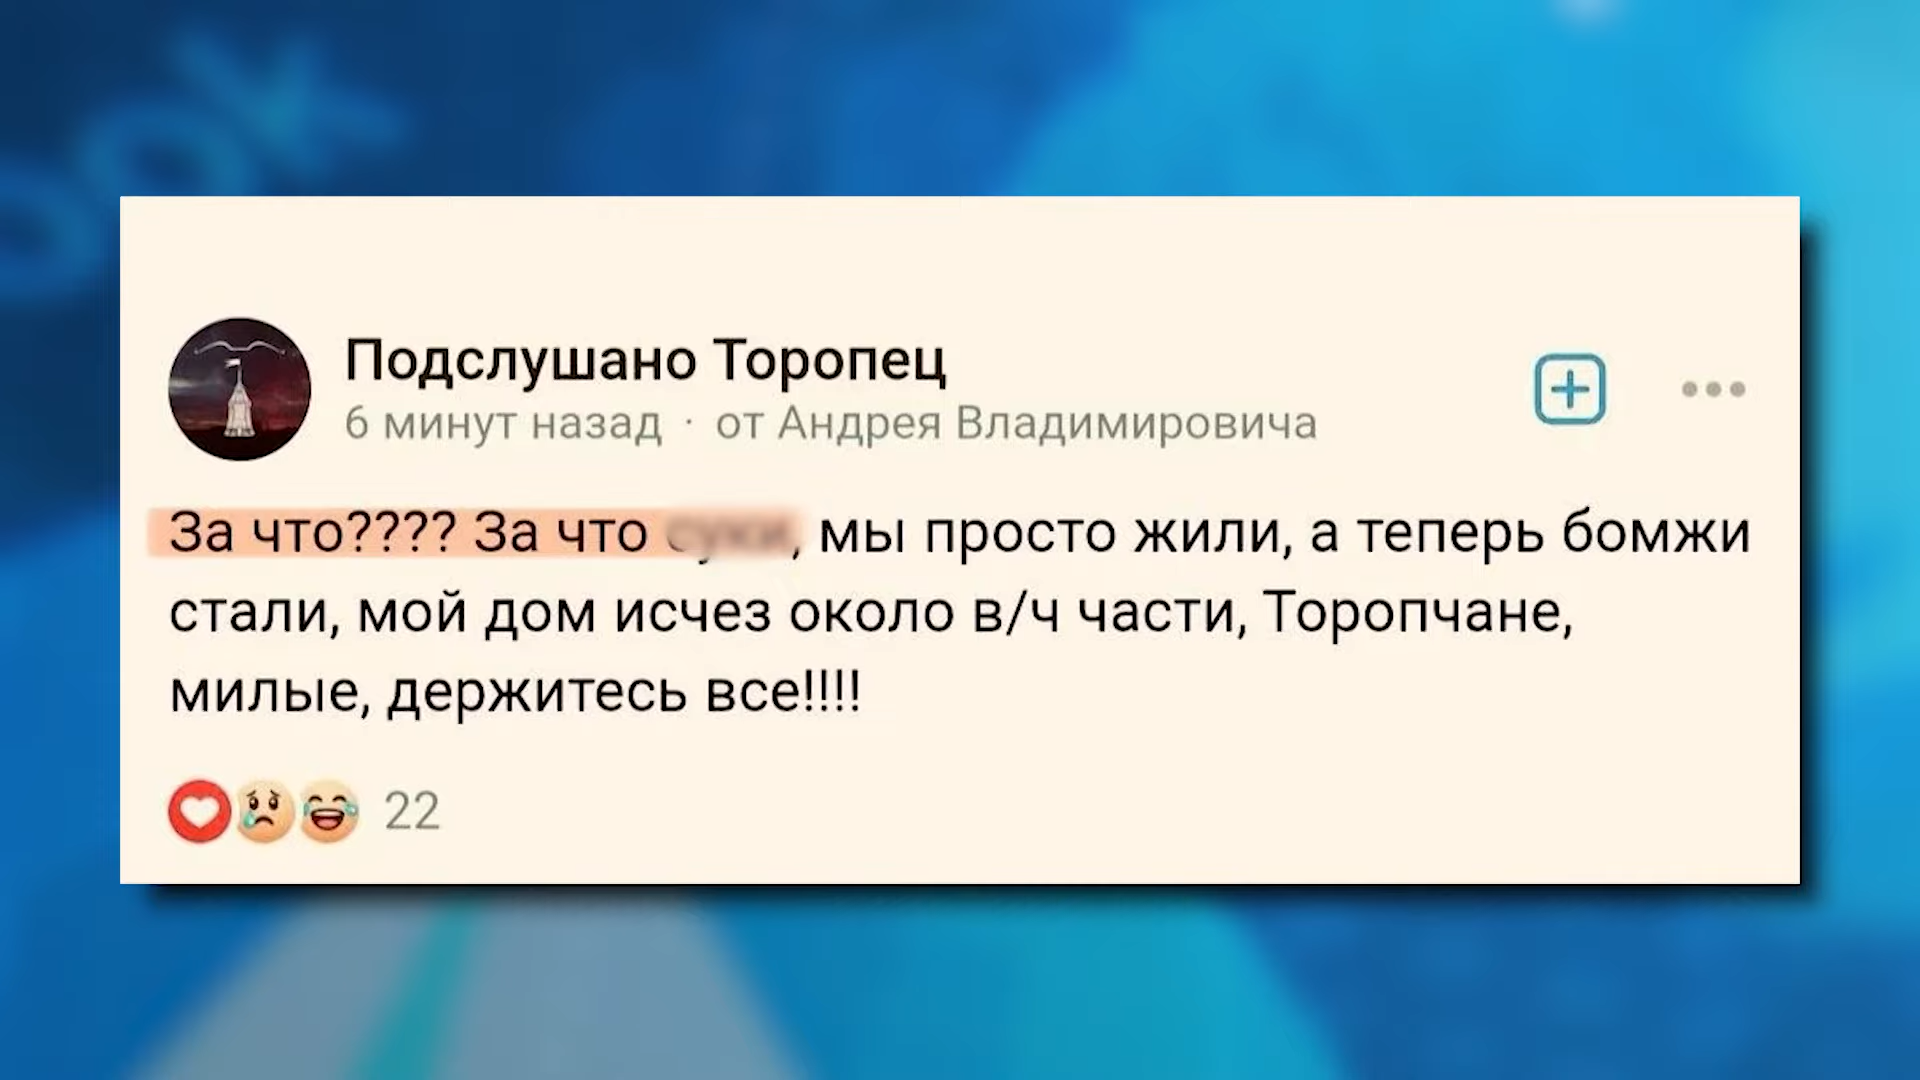 Подслушано Торопец
6 минут назад · от Андрея Владимировича
За что???? За что суки, мы просто жили, а теперь бомжи
стали, мой дом исчез около в/ч части, Торопчане,
милые, держитесь все!!!!
22